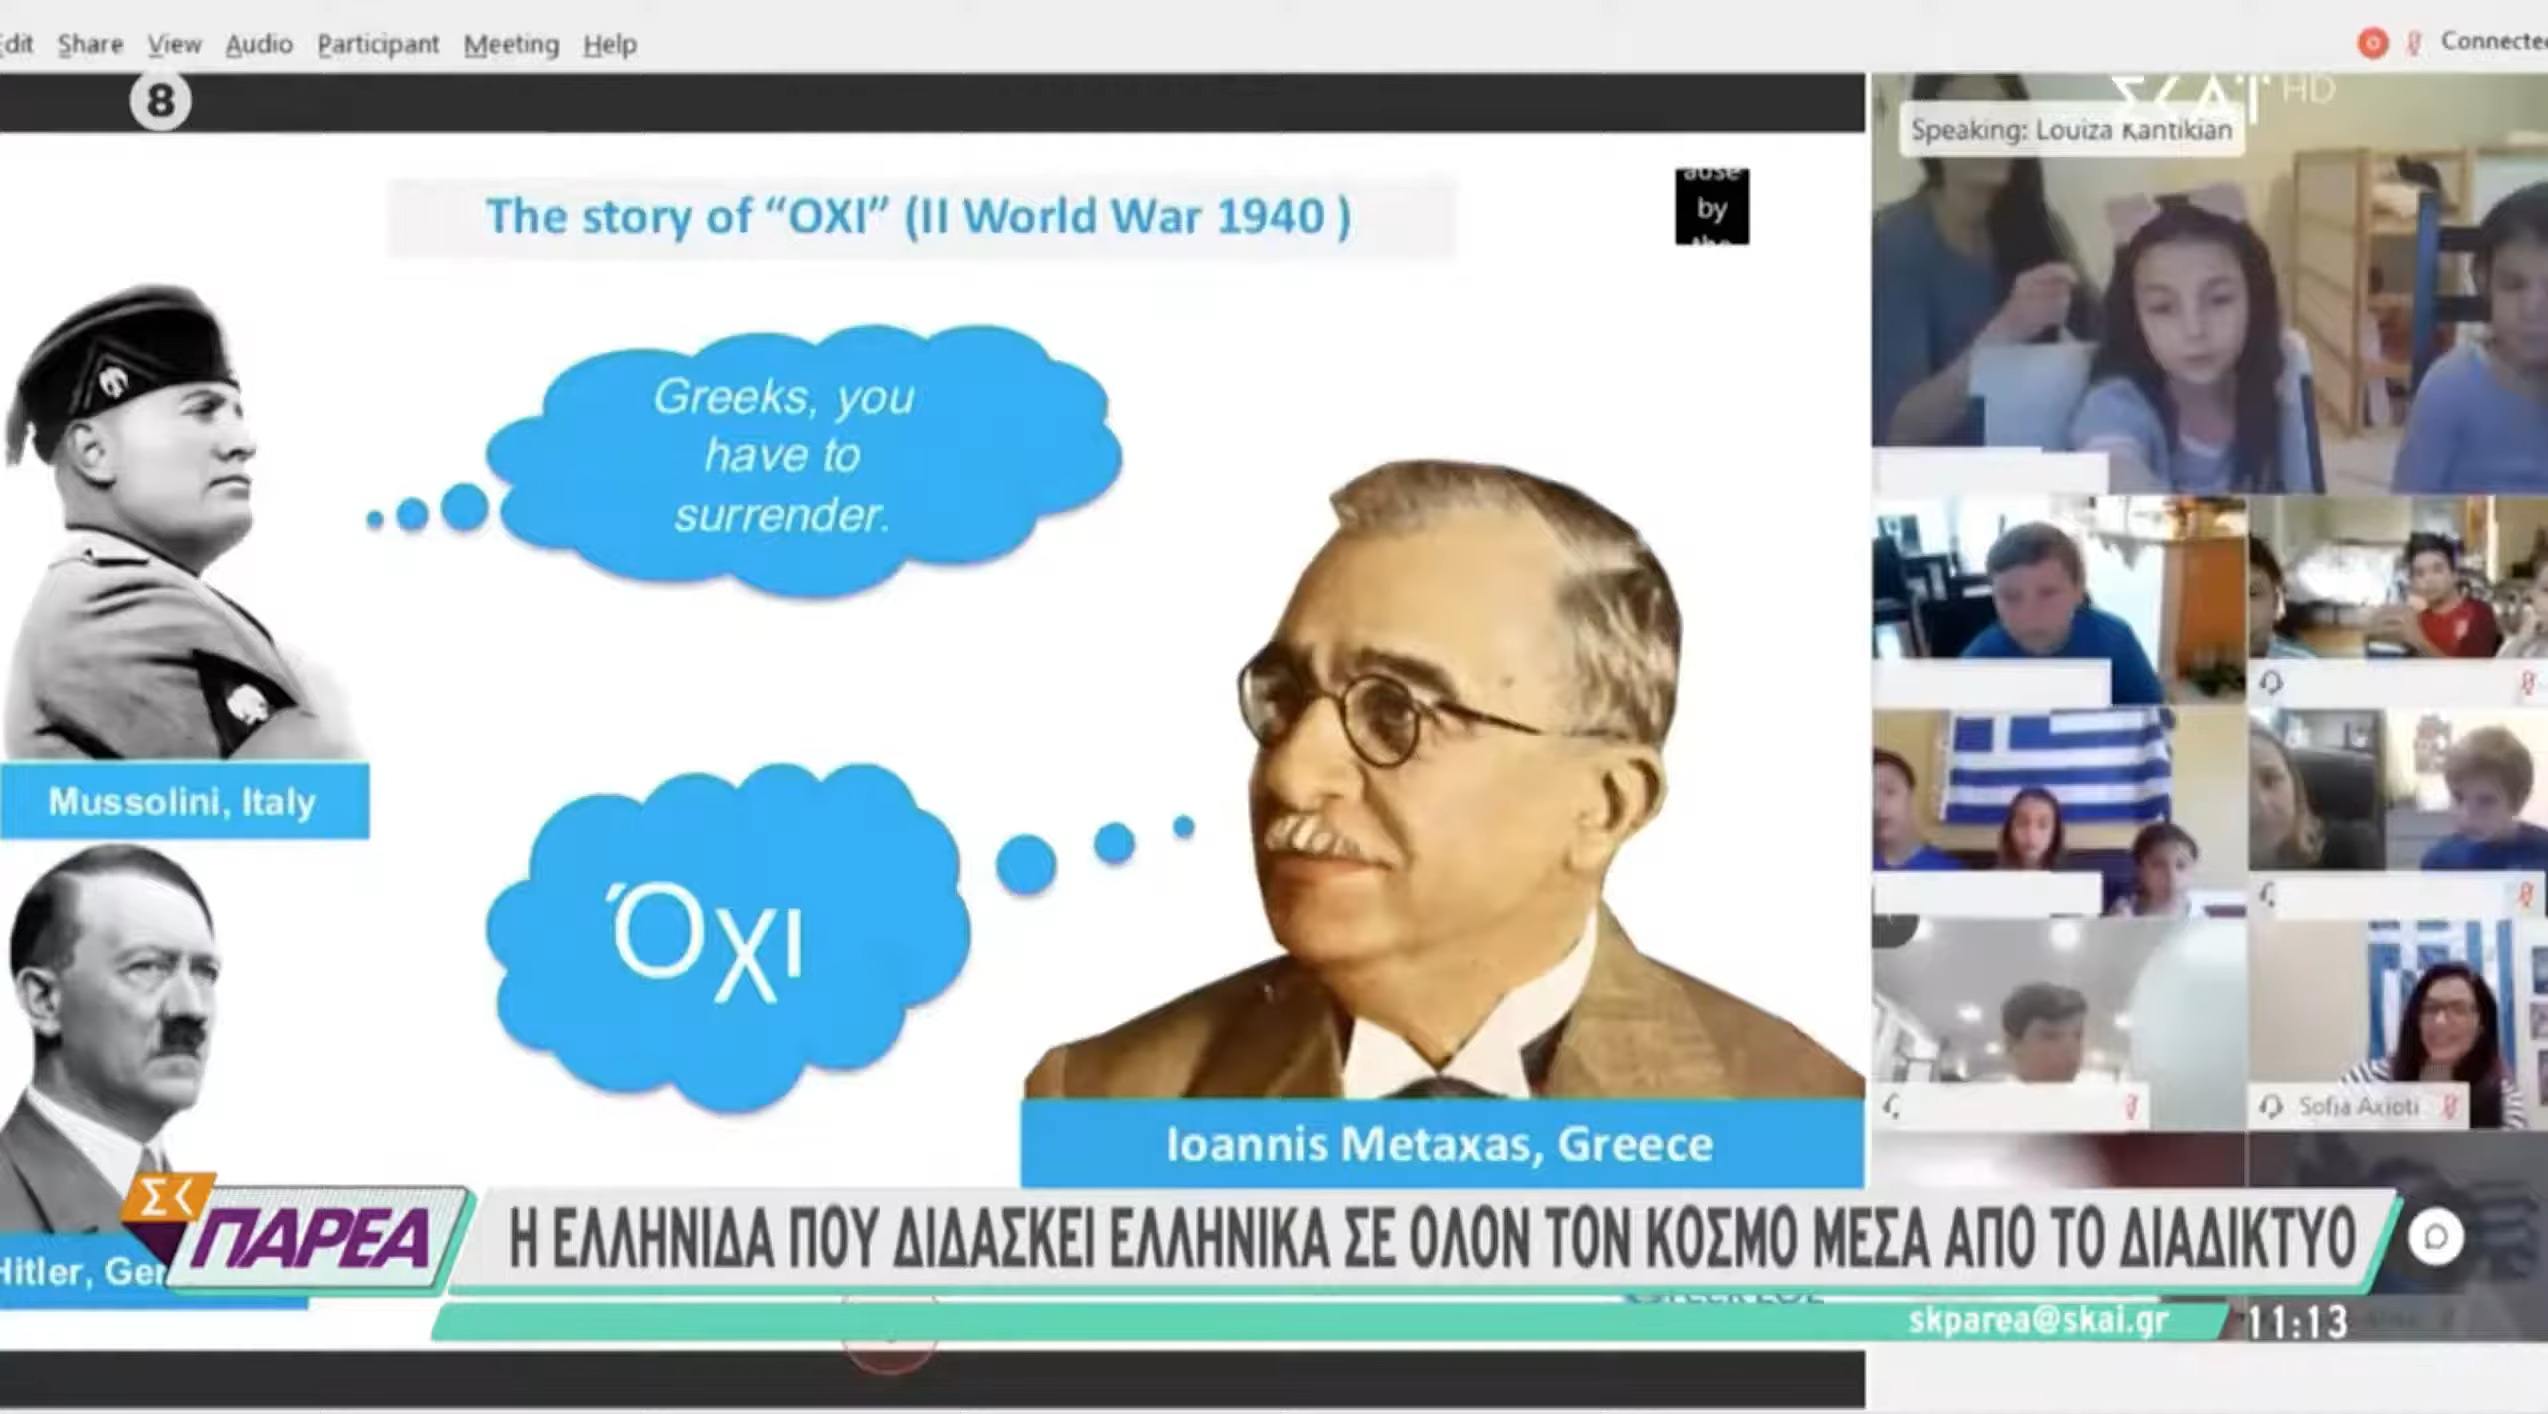 Edit Share View Audio Participant Meeting Help
Connected
8
ΣΚΑΪ HD
Speaking: Louiza Kantikian
The story of “OXI” (II World War 1940 )
by
Greeks, you
have to
surrender.
Mussolini, Italy
Όχι
Ioannis Metaxas, Greece
Sofia Axioti
Hitler, Ger
ΣΚ
ΠΑΡΕΑ
Η ΕΛΛΗΝΙΔΑ ΠΟΥ ΔΙΔΑΣΚΕΙ ΕΛΛΗΝΙΚΑ ΣΕ ΟΛΟΝ ΤΟΝ ΚΟΣΜΟ ΜΕΣΑ ΑΠΟ ΤΟ ΔΙΑΔΙΚΤΥΟ
skparea@skai.gr 11:13